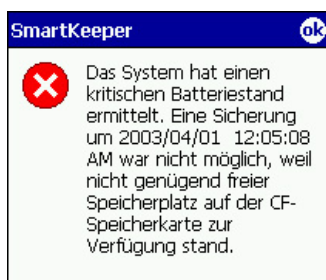 SmartKeeper ok
Das System hat einen
kritischen Batteriestand
ermittelt. Eine Sicherung
um 2003/04/01 12:05:08
AM war nicht möglich, weil
nicht genügend freier
Speicherplatz auf der CF-
Speicherkarte zur
Verfügung stand.